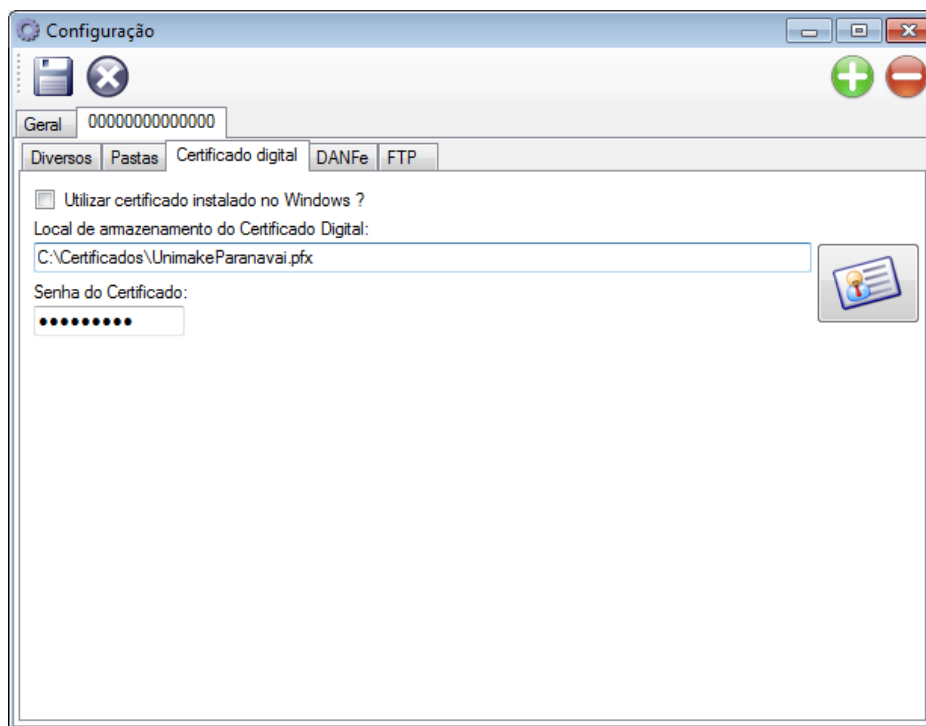 Configuração
Geral 00000000000000
Diversos Pastas Certificado digital DANFe FTP
Utilizar certificado instalado no Windows ?
Local de armazenamento do Certificado Digital:
C:\Certificados\UnimakeParanavai.pfx
Senha do Certificado:
●●●●●●●●●